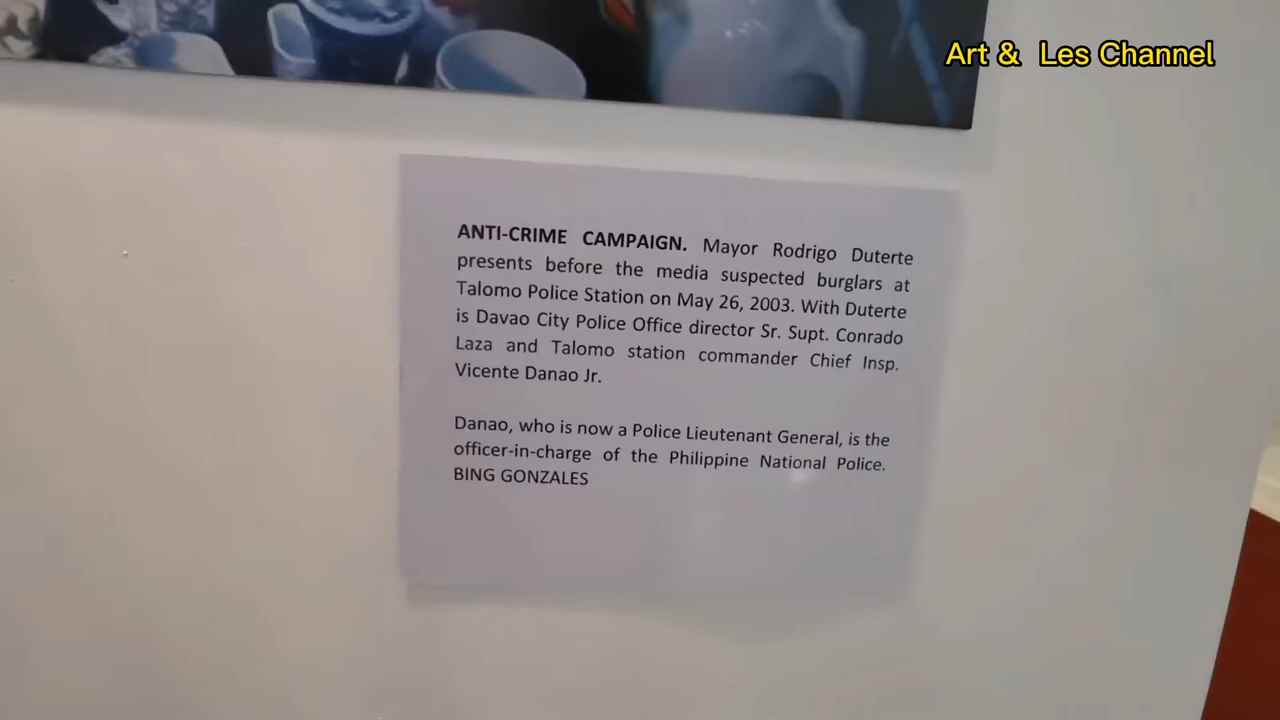 Art & Les Channel
ANTI-CRIME CAMPAIGN. Mayor Rodrigo Duterte
presents before the media suspected burglars at
Talomo Police Station on May 26, 2003. With Duterte
is Davao City Police Office director Sr. Supt. Conrado
Laza and Talomo station commander Chief Insp.
Vicente Danao Jr.
Danao, who is now a Police Lieutenant General, is the
officer-in-charge of the Philippine National Police.
BING GONZALES